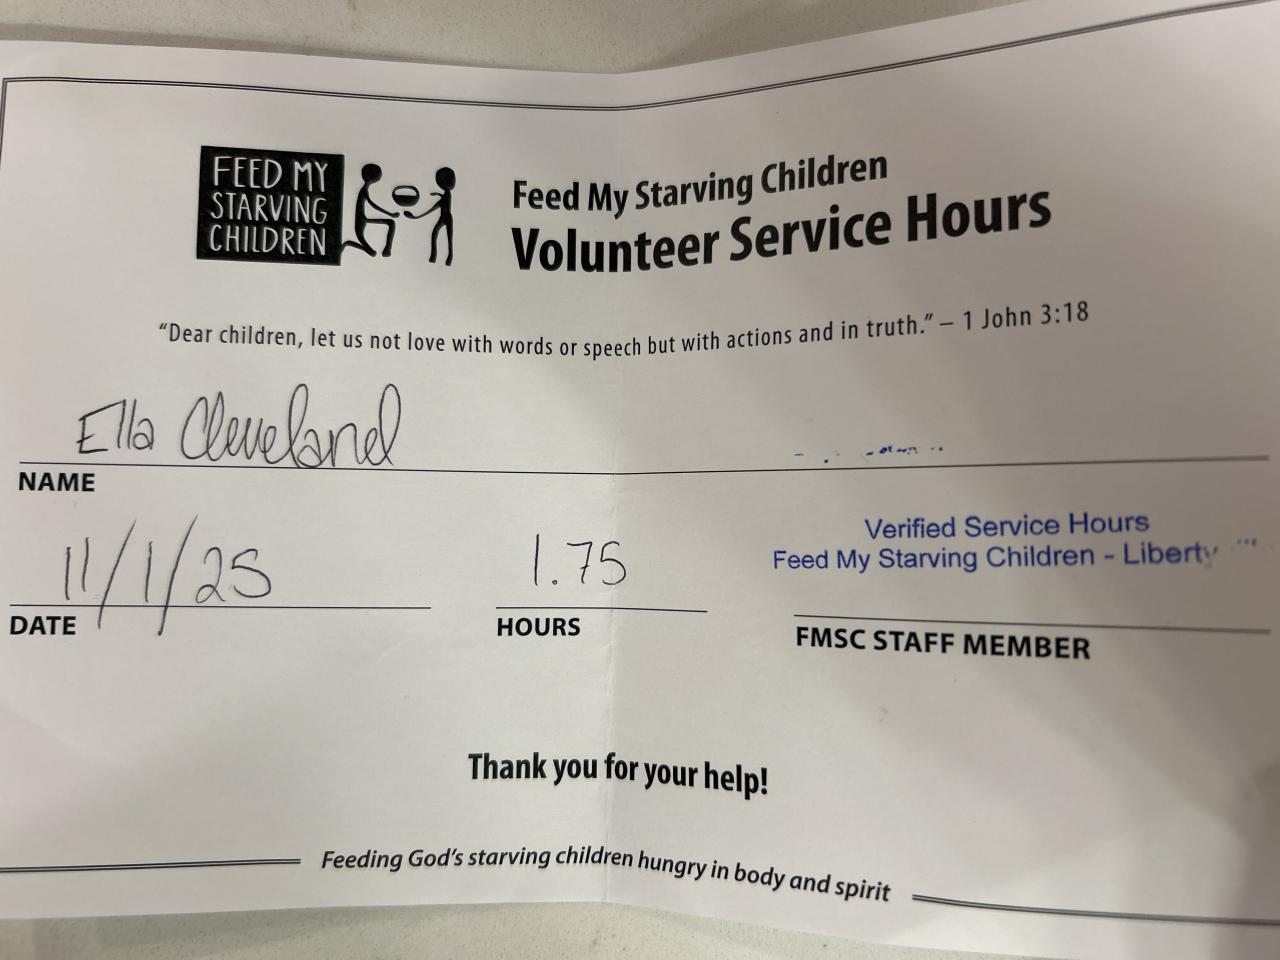 FEED MY
STARVING
CHILDREN
Feed My Starving Children
Volunteer Service Hours
“Dear children, let us not love with words or speech but with actions and in truth.” – 1 John 3:18
Ella Cleveland
NAME
11/1/25
DATE
1.75
HOURS
Verified Service Hours
Feed My Starving Children - Liberty
FMSC STAFF MEMBER
Thank you for your help!
Feeding God's starving children hungry in body and spirit